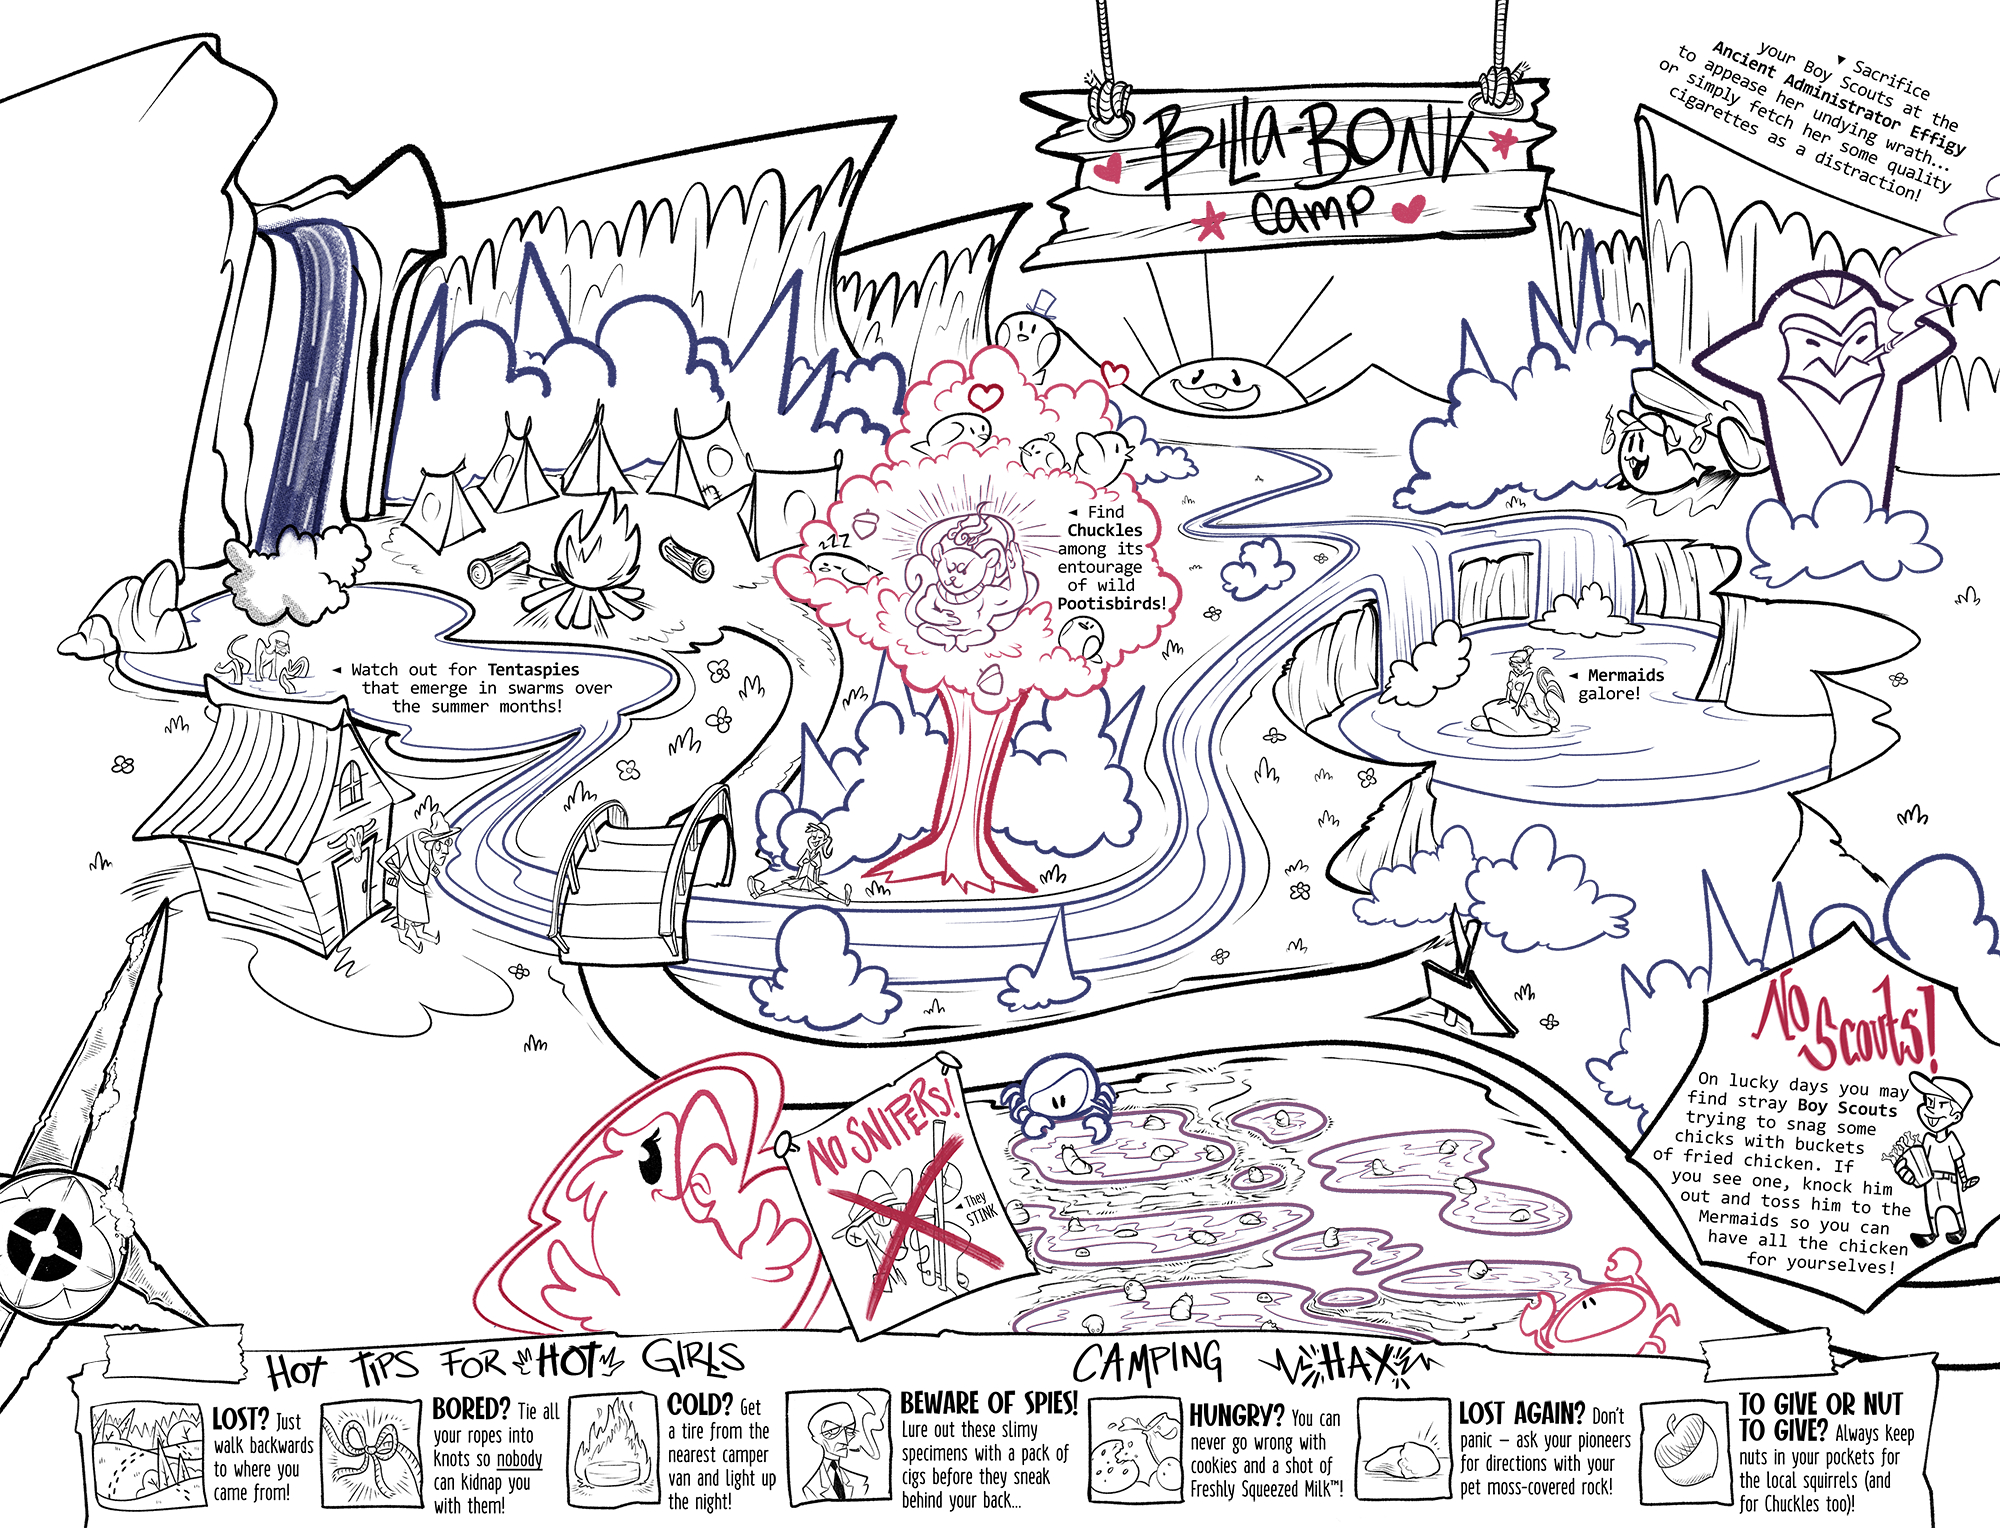 BILLA-BONK
camp
▼ Sacrifice
your Boy Scouts at the
Ancient Administrator Effigy
to appease her undying wrath...
or simply fetch her some quality
cigarettes as a distraction!
◄ Find
Chuckles
among its
entourage
of wild
Pootisbirds!
zzz
◄ Watch out for Tentaspies
that emerge in swarms over
the summer months!
◄ Mermaids
galore!
No
Scouts!
On lucky days you may
find stray Boy Scouts
trying to snag some
chicks with buckets
of fried chicken. If
you see one, knock him
out and toss him to the
Mermaids so you can
have all the chicken
for yourselves!
NO SNIPERS!
◄ They
STINK
HOT TIPS FOR HOT GIRLS
LOST? Just
walk backwards
to where you
came from!
BORED? Tie all
your ropes into
knots so nobody
can kidnap you
with them!
COLD? Get
a tire from the
nearest camper
van and light up
the night!
BEWARE OF SPIES!
Lure out these slimy
specimens with a pack of
cigs before they sneak
behind your back...
CAMPING HAX
HUNGRY? You can
never go wrong with
cookies and a shot of
Freshly Squeezed Milk™!
LOST AGAIN? Don't
panic – ask your pioneers
for directions with your
pet moss-covered rock!
TO GIVE OR NUT
TO GIVE? Always keep
nuts in your pockets for
the local squirrels (and
for Chuckles too)!